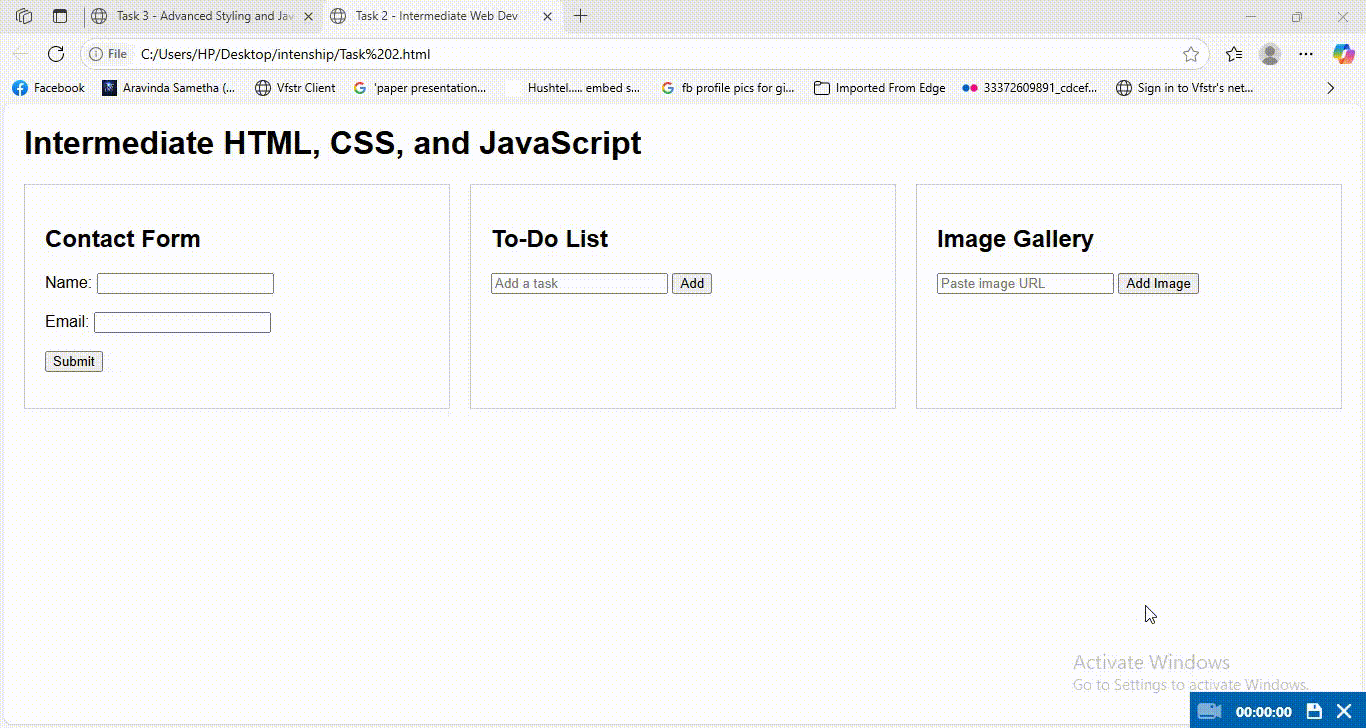 Task 3 - Advanced Styling and Jav
Task 2 - Intermediate Web Dev
File C:/Users/HP/Desktop/intenship/Task%202.html
Facebook Aravinda Sametha (... Vfstr Client 'paper presentation... Hushtel..... embed s... fb profile pics for gi... Imported From Edge 33372609891_cdcef... Sign in to Vfstr's net...
Intermediate HTML, CSS, and JavaScript
Contact Form
Name:
Email:
Submit
To-Do List
Add a task Add
Image Gallery
Paste image URL Add Image
Activate Windows
Go to Settings to activate Windows.
00:00:00